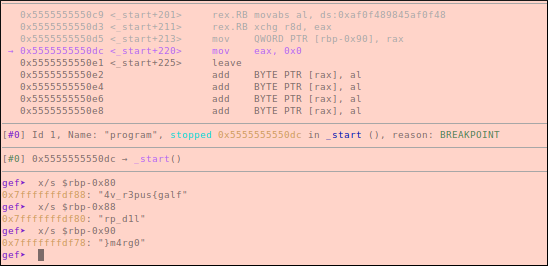 0x5555555550c9 <_start+201> rex.RB movabs al, ds:0xaf0f489845af0f48
0x5555555550d3 <_start+211> rex.RB xchg r8d, eax
0x5555555550d5 <_start+213> mov QWORD PTR [rbp-0x90], rax
→ 0x5555555550dc <_start+220> mov eax, 0x0
0x5555555550e1 <_start+225> leave
0x5555555550e2 add BYTE PTR [rax], al
0x5555555550e4 add BYTE PTR [rax], al
0x5555555550e6 add BYTE PTR [rax], al
0x5555555550e8 add BYTE PTR [rax], al
[#0] Id 1, Name: "program", stopped 0x5555555550dc in _start (), reason: BREAKPOINT
[#0] 0x5555555550dc → _start()
gef➤ x/s $rbp-0x80
0x7fffffffdf88: "4v_r3pus{galf"
gef➤ x/s $rbp-0x88
0x7fffffffdf80: "rp_d1l"
gef➤ x/s $rbp-0x90
0x7fffffffdf78: "}m4rg0"
gef➤